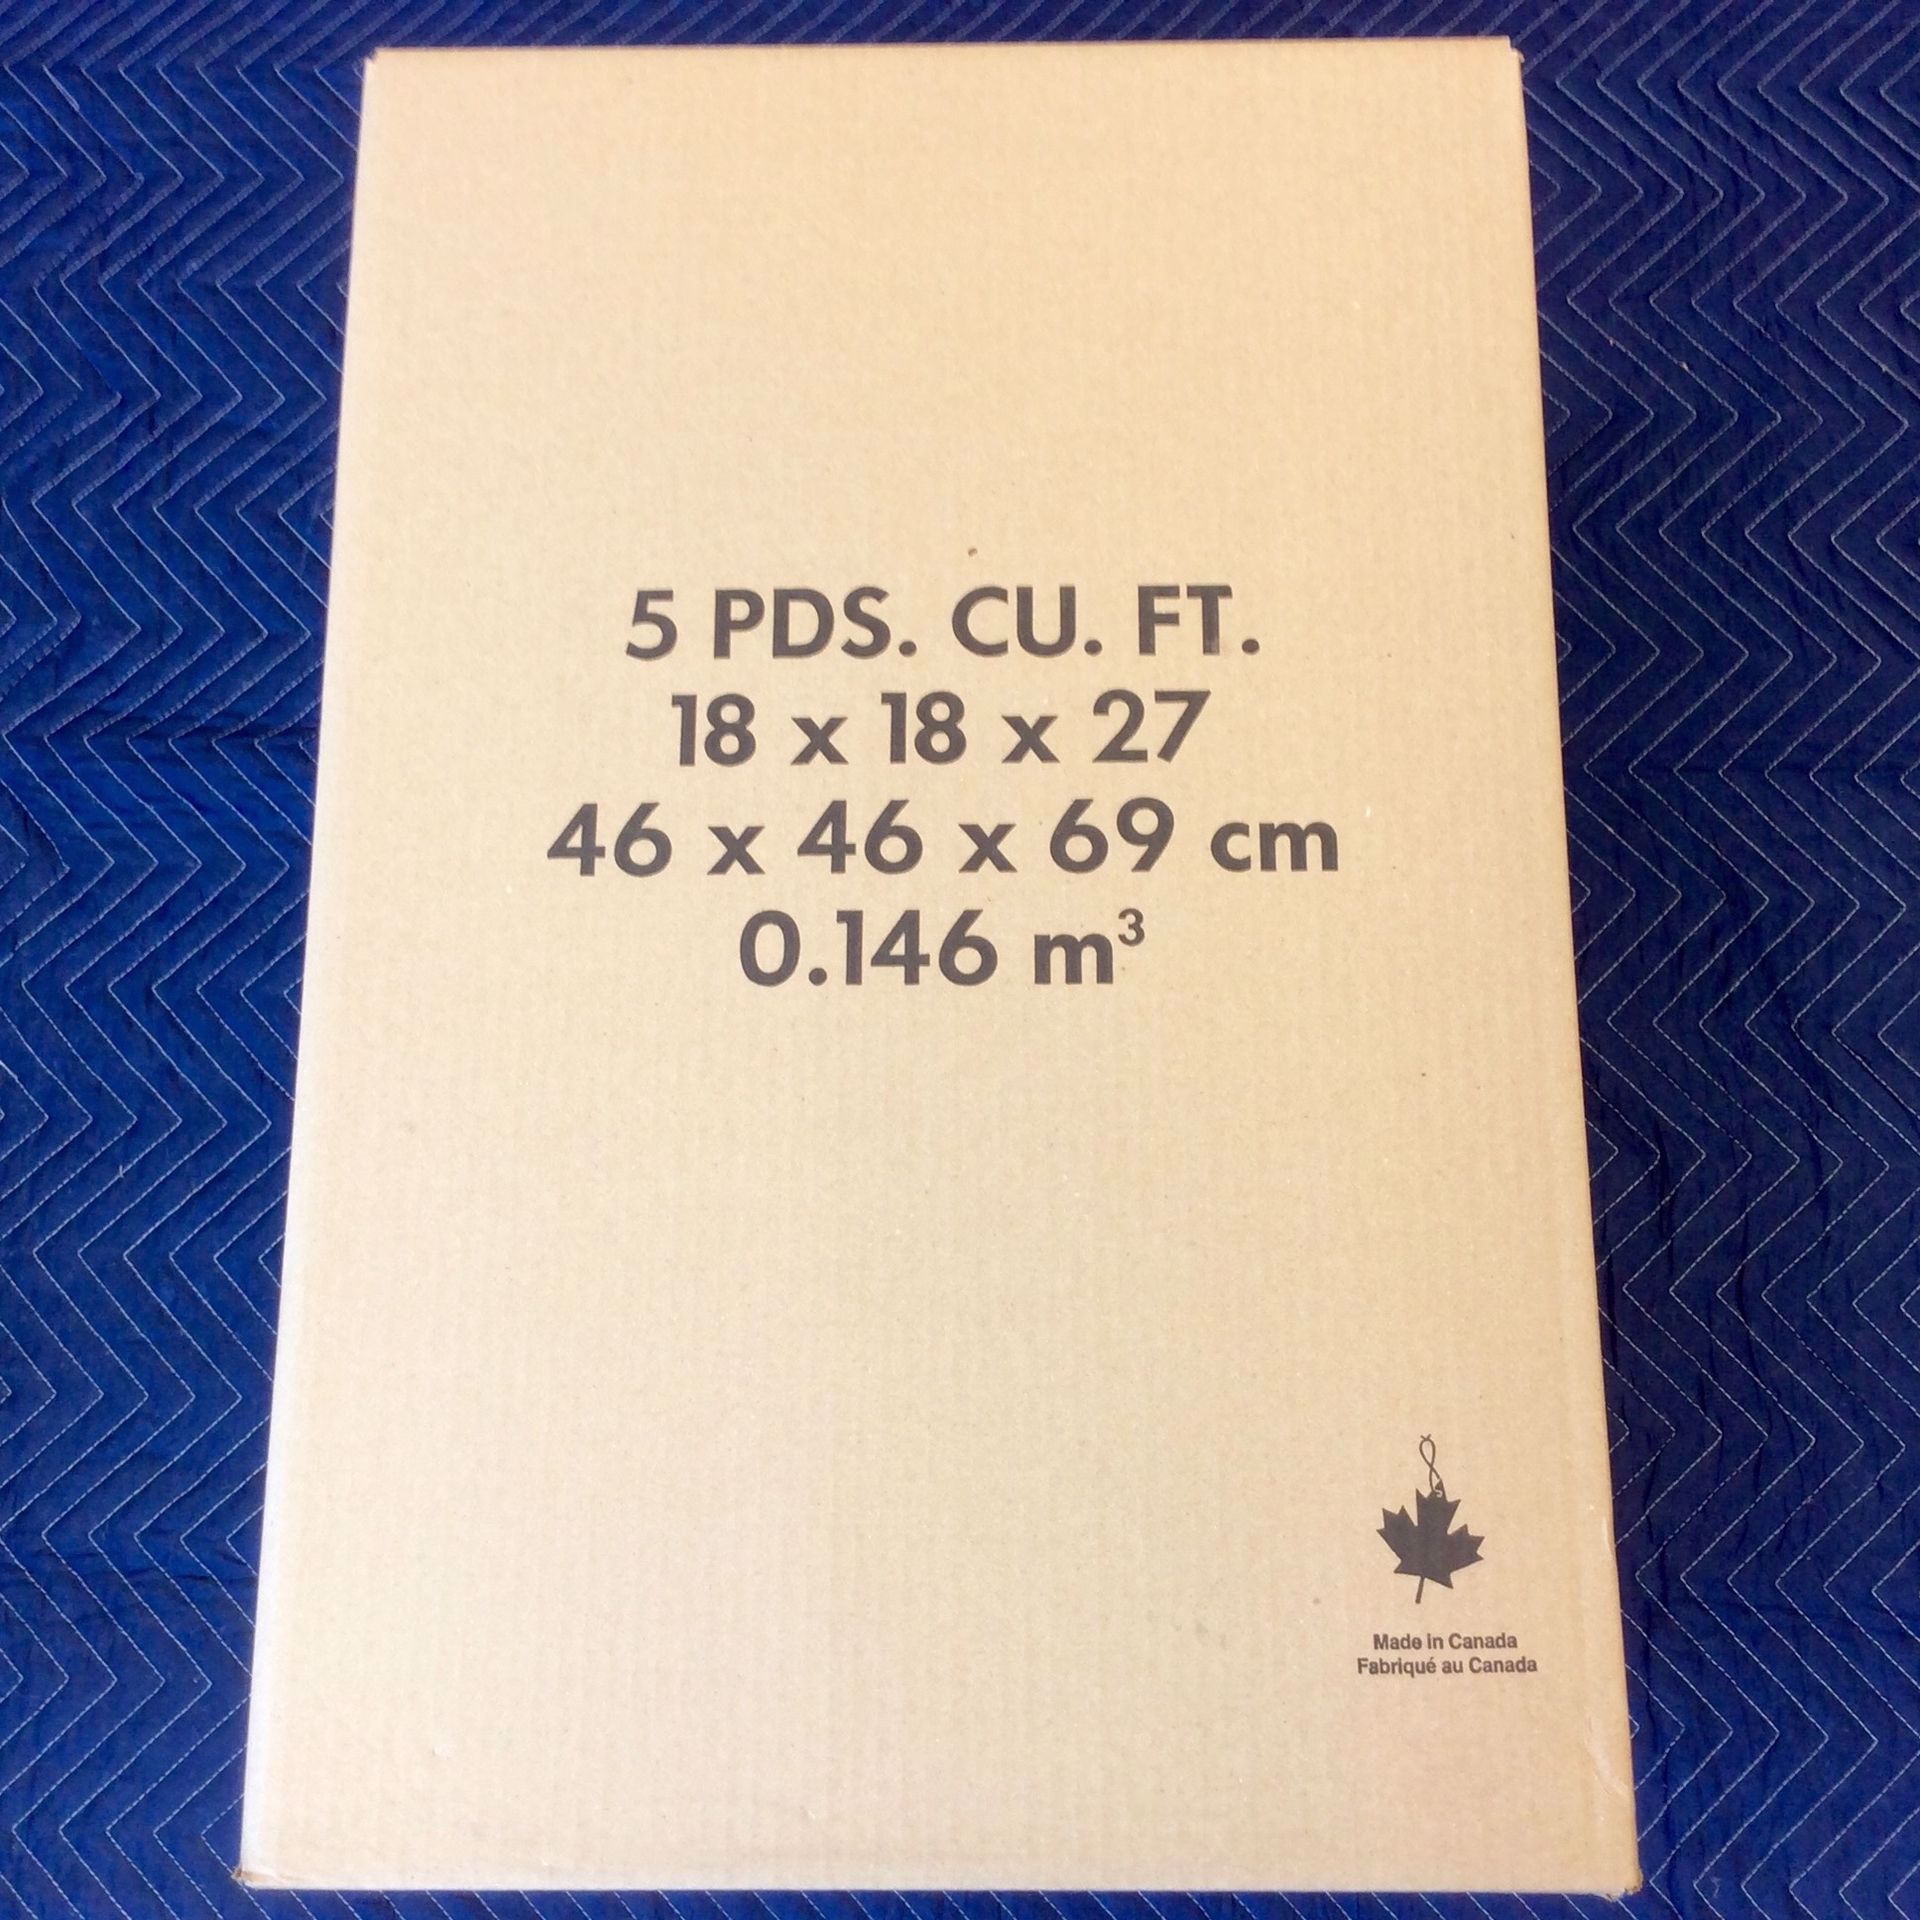 5 PDS. CU. FT.
18 x 18 x 27
46 x 46 x 69 cm
0.146 m³
Made in Canada
Fabriqué au Canada